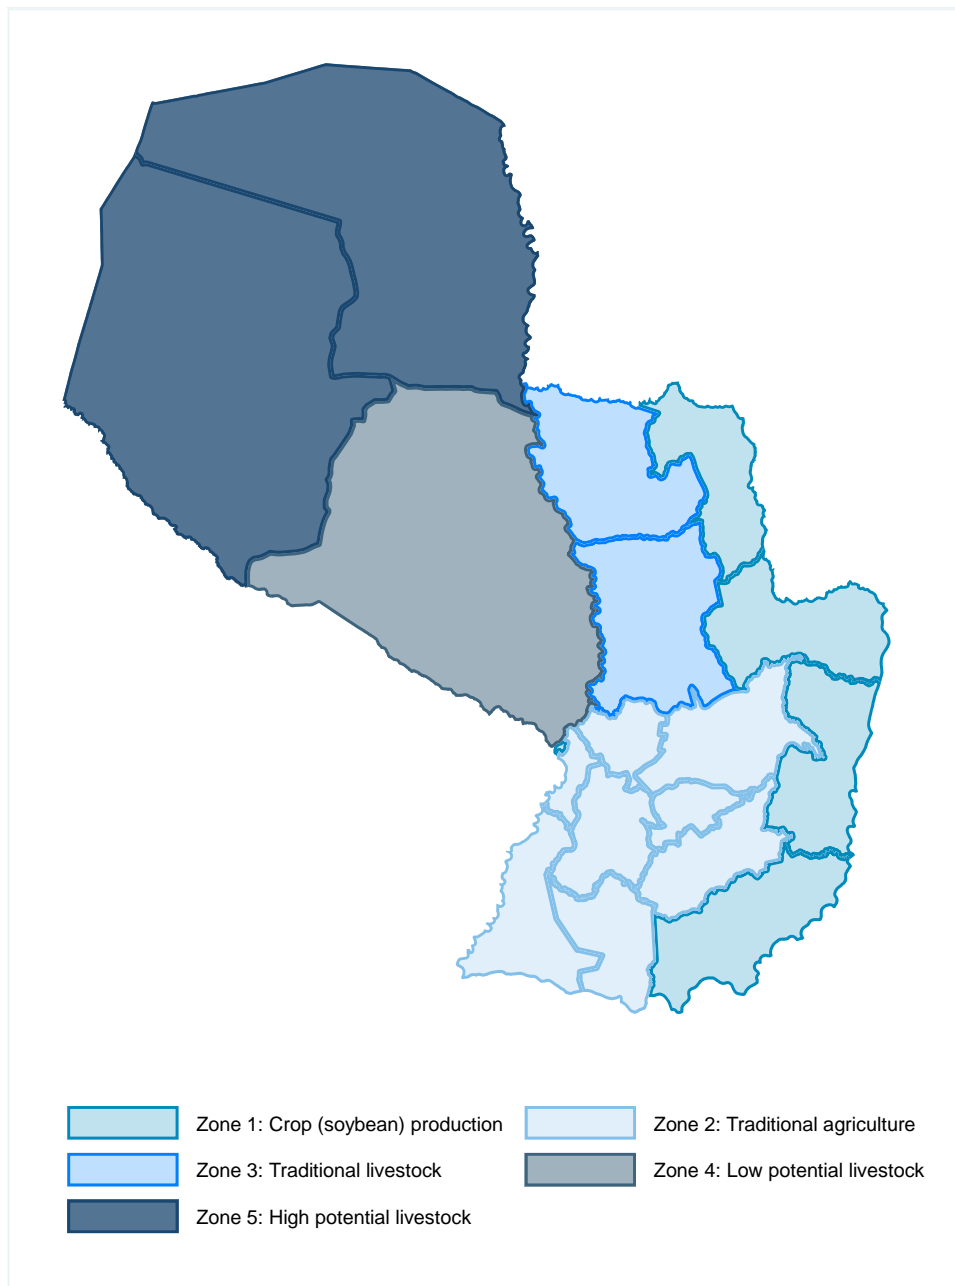 Zone 1: Crop (soybean) production
Zone 2: Traditional agriculture
Zone 3: Traditional livestock
Zone 4: Low potential livestock
Zone 5: High potential livestock